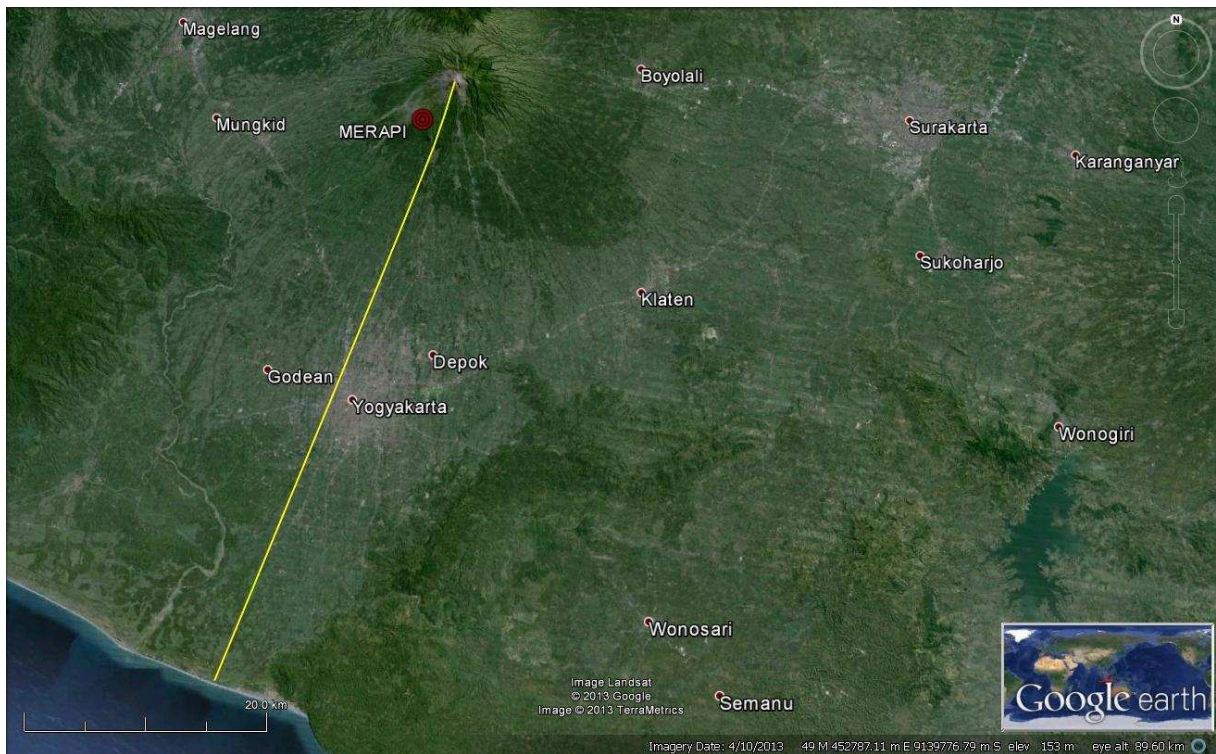 Magelang
N
Boyolali
Mungkid
MERAPI
Surakarta
Karanganyar
Sukoharjo
Klaten
Depok
Godean
Yogyakarta
Wonogiri
Wonosari
Semanu
20.0 km
Image Landsat
© 2013 Google
Image © 2013 TerraMetrics
Google earth
Imagery Date: 4/10/2013 49 M 452787.11 m E 9139776.79 m S elev 153 m eye alt 89.60 km